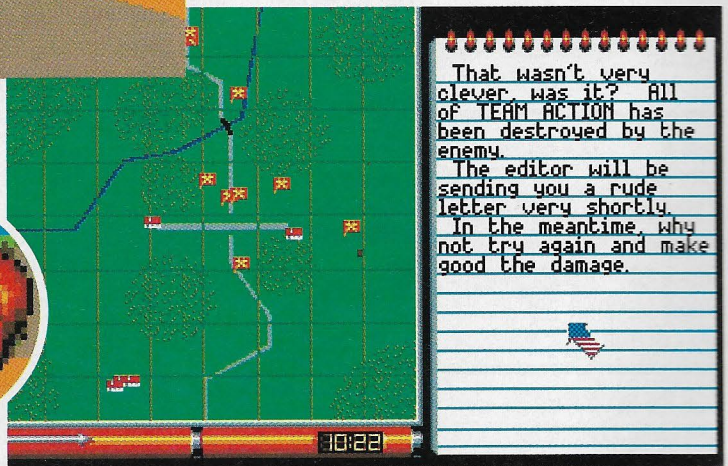 That wasn't very
clever, was it? All
of TEAM ACTION has
been destroyed by the
enemy.
The editor will be
sending you a rude
letter very shortly.
In the meantime, why
not try again and make
good the damage.
10:22